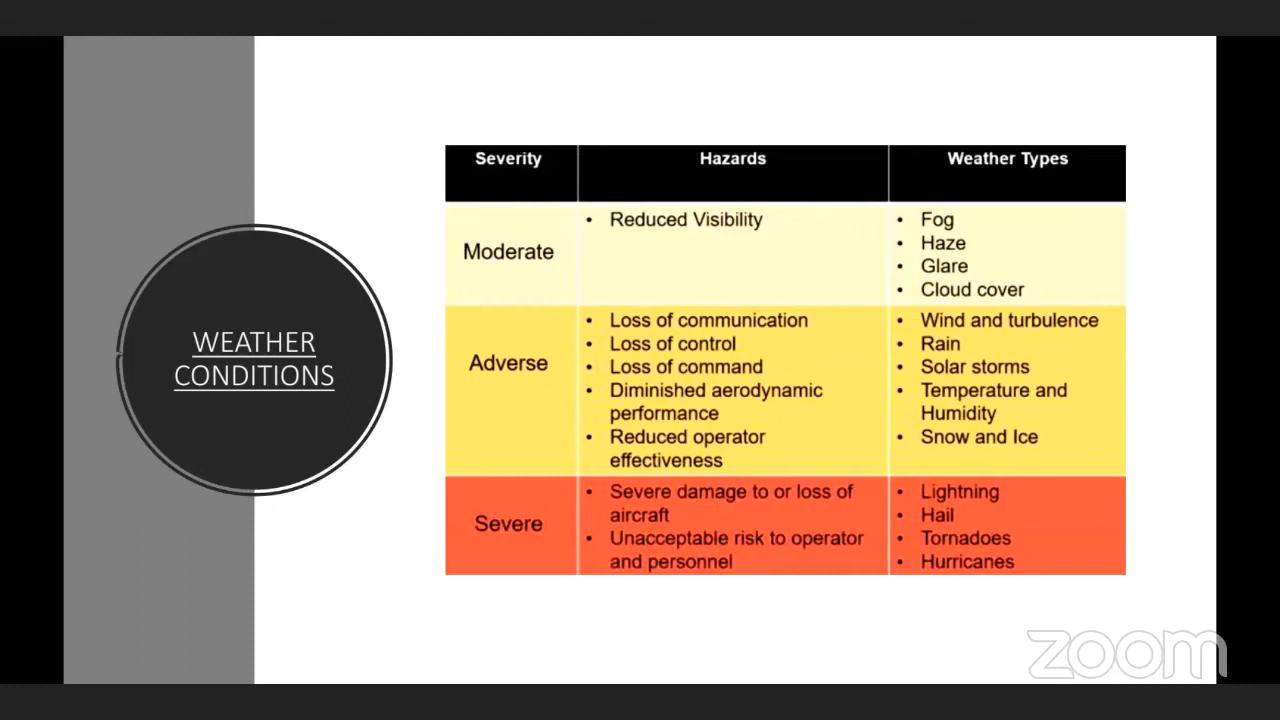 WEATHER
CONDITIONS
Severity Hazards Weather Types
Moderate
• Reduced Visibility
• Fog
• Haze
• Glare
• Cloud cover
Adverse
• Loss of communication
• Loss of control
• Loss of command
• Diminished aerodynamic
performance
• Reduced operator
effectiveness
• Wind and turbulence
• Rain
• Solar storms
• Temperature and
Humidity
• Snow and Ice
Severe
• Severe damage to or loss of
aircraft
• Unacceptable risk to operator
and personnel
• Lightning
• Hail
• Tornadoes
• Hurricanes
zoom